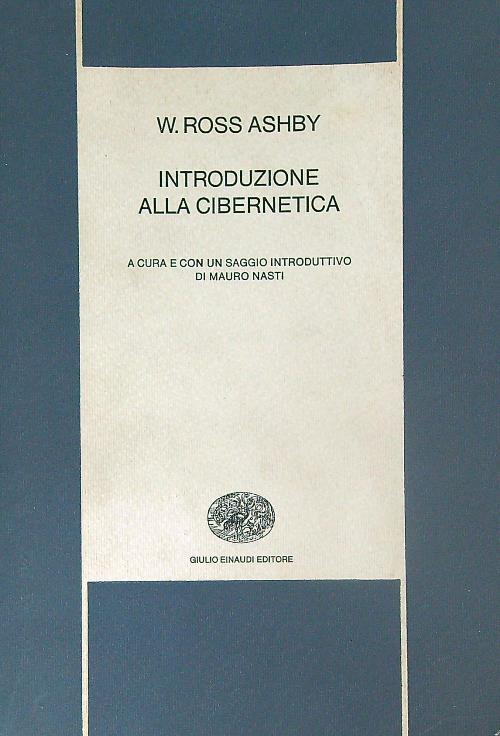 W. ROSS ASHBY
INTRODUZIONE
ALLA CIBERNETICA
A CURA E CON UN SAGGIO INTRODUTTIVO
DI MAURO NASTI
GIULIO EINAUDI EDITORE